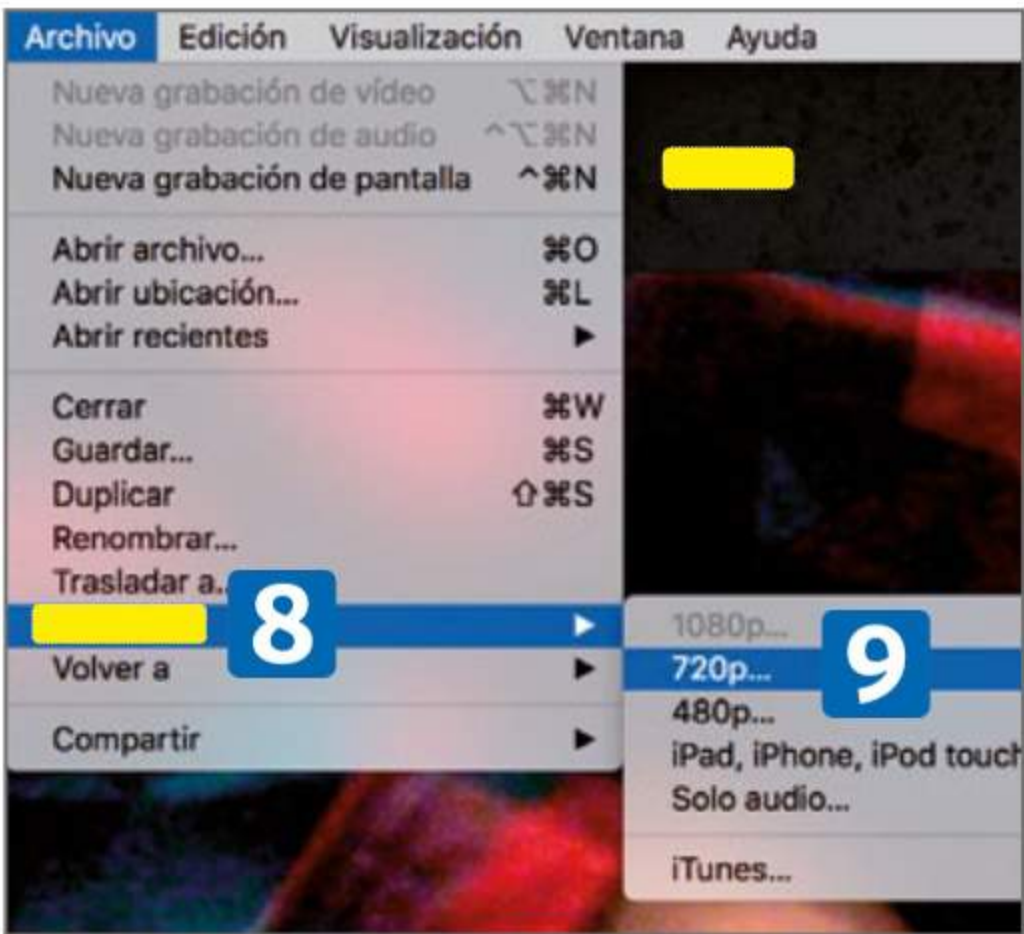 Archivo Edición Visualización Ventana Ayuda
Nueva grabación de vídeo ⌥⌘N
Nueva grabación de audio ^⌥⌘N
Nueva grabación de pantalla ^⌘N
Abrir archivo... ⌘O
Abrir ubicación... ⌘L
Abrir recientes ▶
Cerrar ⌘W
Guardar... ⌘S
Duplicar ⇧⌘S
Renombrar...
Trasladar a...
8 ▶
Volver a ▶
Compartir ▶
1080p...
720p...
9
480p...
iPad, iPhone, iPod touch
Solo audio...
iTunes...